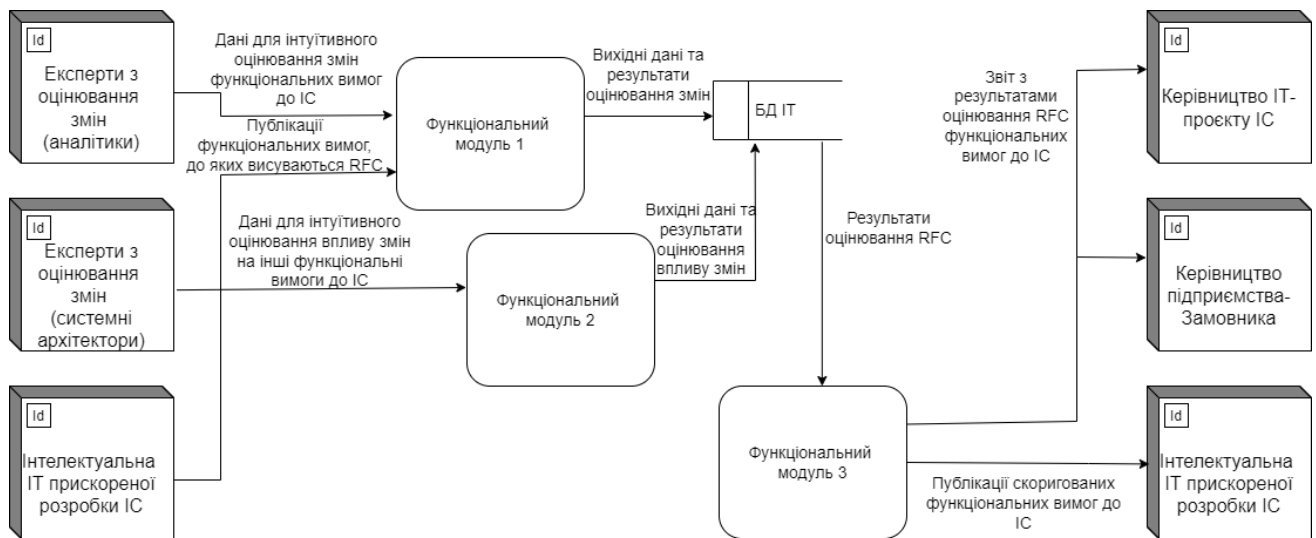 Id
Експерти з
оцінювання
змін
(аналітики)
Дані для інтуїтивного
оцінювання змін
функціональних вимог
до ІС
Публікації
функціональних вимог,
до яких висуваються RFC
Функціональний
модуль 1
Вихідні дані та
результати
оцінювання змін
БД ІТ
Звіт з
результатами
оцінювання RFC
функціональних
вимог до ІС
Id
Керівництво ІТ-
проєкту ІС
Id
Експерти з
оцінювання
змін
(системні
архітектори)
Дані для інтуїтивного
оцінювання впливу змін
на інші функціональні
вимоги до ІС
Функціональний
модуль 2
Вихідні дані та
результати
оцінювання
впливу змін
Результати
оцінювання RFC
Id
Керівництво
підприємства-
Замовника
Id
Інтелектуальна
ІТ прискореної
розробки ІС
Функціональний
модуль 3
Публікації скоригованих
функціональних вимог до
ІС
Id
Інтелектуальна
ІТ прискореної
розробки ІС